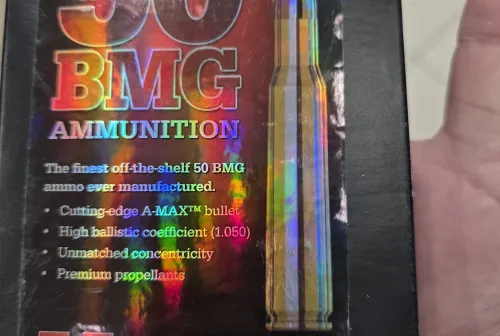 50
BMG
AMMUNITION
The finest off-the-shelf 50 BMG
ammo ever manufactured.
• Cutting-edge A-MAX™ bullet
• High ballistic coefficient (1.050)
• Unmatched concentricity
• Premium propellants